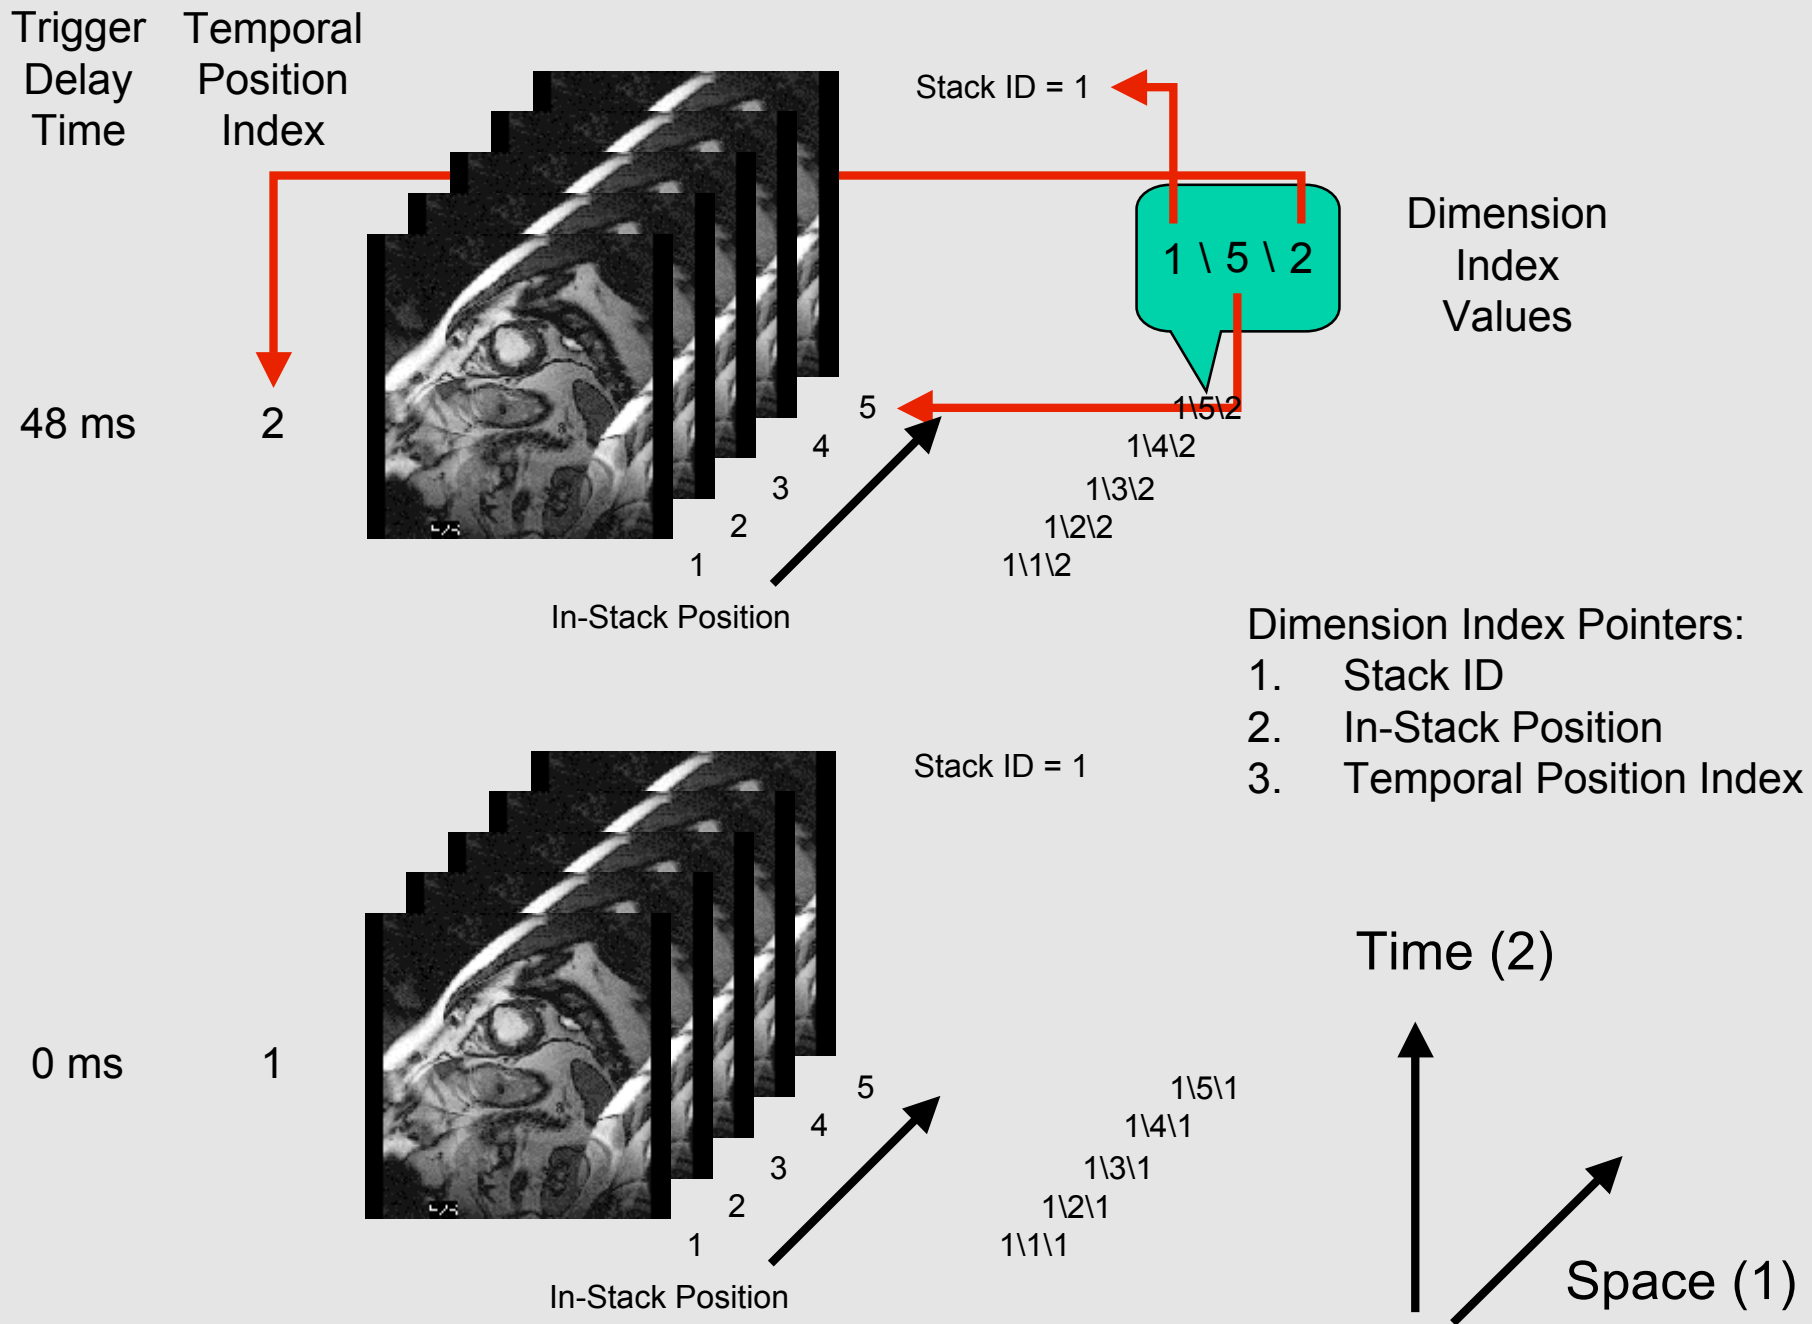 Trigger
Delay
Time
Temporal
Position
Index
Stack ID = 1
1 \ 5 \ 2
Dimension
Index
Values
48 ms
2
5
4
3
2
1
1\5\2
1\4\2
1\3\2
1\2\2
1\1\2
In-Stack Position
Dimension Index Pointers:
1. Stack ID
2. In-Stack Position
3. Temporal Position Index
Stack ID = 1
0 ms
1
5
4
3
2
1
1\5\1
1\4\1
1\3\1
1\2\1
1\1\1
In-Stack Position
Time (2)
Space (1)